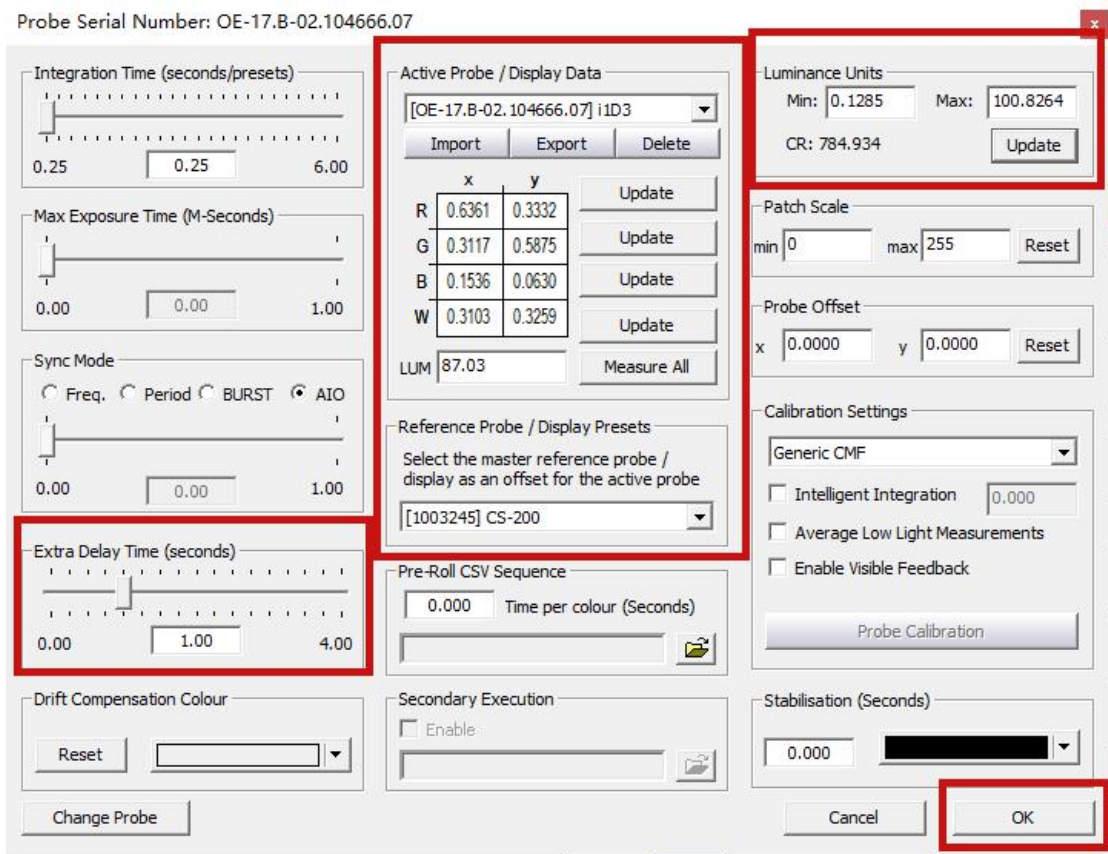 Probe Serial Number: OE-17.B-02.104666.07
x
Integration Time (seconds/presets)
0.25 0.25 6.00
Max Exposure Time (M-Seconds)
0.00 0.00 1.00
Sync Mode
Freq. Period BURST AIO
0.00 0.00 1.00
Extra Delay Time (seconds)
0.00 1.00 4.00
Drift Compensation Colour
Reset
Change Probe
Active Probe / Display Data
[OE-17.B-02.104666.07] i1D3
Import Export Delete
x y
R 0.6361 0.3332 Update
G 0.3117 0.5875 Update
B 0.1536 0.0630 Update
W 0.3103 0.3259 Update
LUM 87.03 Measure All
Reference Probe / Display Presets
Select the master reference probe /
display as an offset for the active probe
[1003245] CS-200
Pre-Roll CSV Sequence
0.000 Time per colour (Seconds)
Secondary Execution
Enable
Luminance Units
Min: 0.1285 Max: 100.8264
CR: 784.934 Update
Patch Scale
min 0 max 255 Reset
Probe Offset
x 0.0000 y 0.0000 Reset
Calibration Settings
Generic CMF
Intelligent Integration 0.000
Average Low Light Measurements
Enable Visible Feedback
Probe Calibration
Stabilisation (Seconds)
0.000
Cancel OK